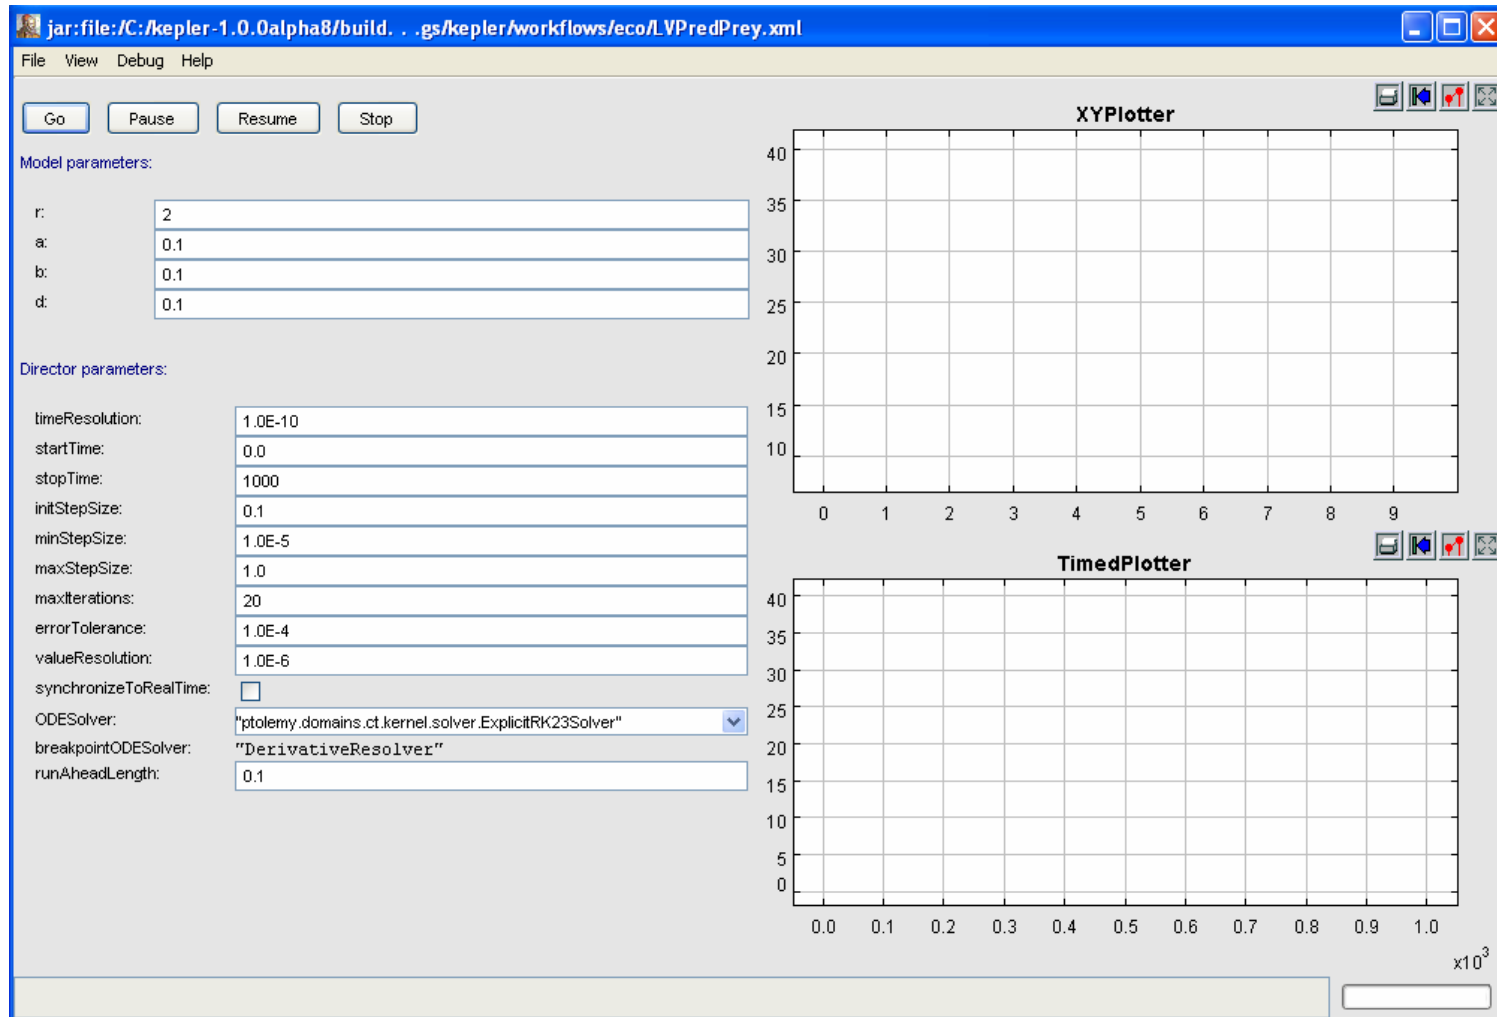 jar:file:/C:/kepler-1.0.0alpha8/build. . .gs/kepler/workflows/eco/LVPredPrey.xml
File View Debug Help
Go Pause Resume Stop
Model parameters:
r: 2
a: 0.1
b: 0.1
d: 0.1
Director parameters:
timeResolution: 1.0E-10
startTime: 0.0
stopTime: 1000
initStepSize: 0.1
minStepSize: 1.0E-5
maxStepSize: 1.0
maxIterations: 20
errorTolerance: 1.0E-4
valueResolution: 1.0E-6
synchronizeToRealTime:
ODESolver: "ptolemy.domains.ct.kernel.solver.ExplicitRK23Solver"
breakpointODESolver: "DerivativeResolver"
runAheadLength: 0.1
XYPlotter
40
35
30
25
20
15
10
0 1 2 3 4 5 6 7 8 9
TimedPlotter
40
35
30
25
20
15
10
5
0
0.0 0.1 0.2 0.3 0.4 0.5 0.6 0.7 0.8 0.9 1.0
x10³